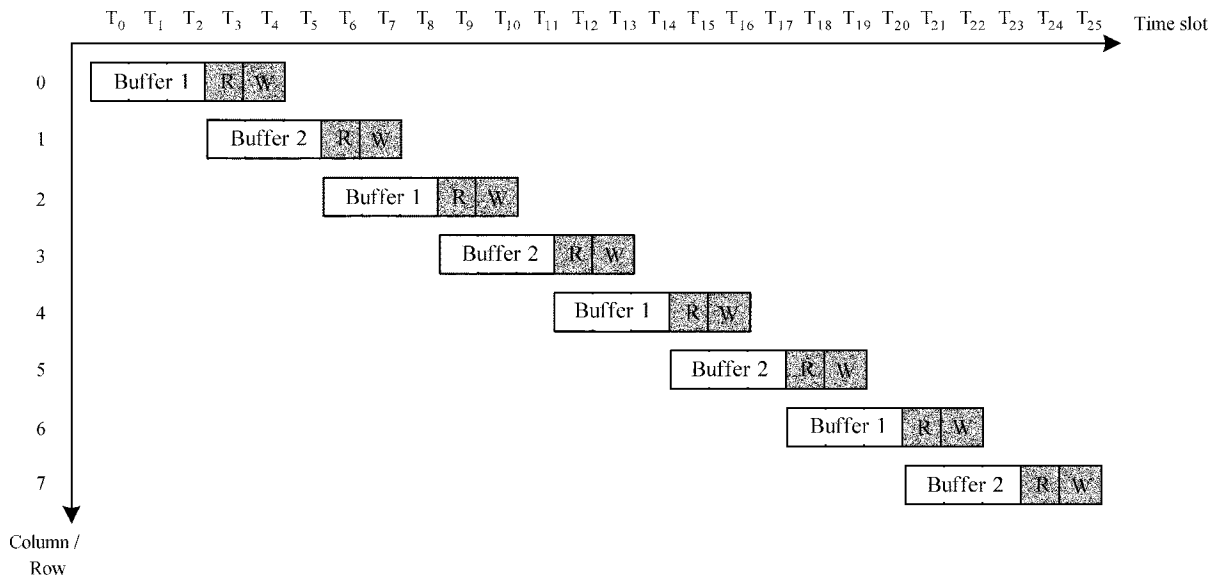 T0 T1 T2 T3 T4 T5 T6 T7 T8 T9 T10 T11 T12 T13 T14 T15 T16 T17 T18 T19 T20 T21 T22 T23 T24 T25 Time slot
0 Buffer 1 R W
1 Buffer 2 R W
2 Buffer 1 R W
3 Buffer 2 R W
4 Buffer 1 R W
5 Buffer 2 R W
6 Buffer 1 R W
7 Buffer 2 R W
Column /
Row